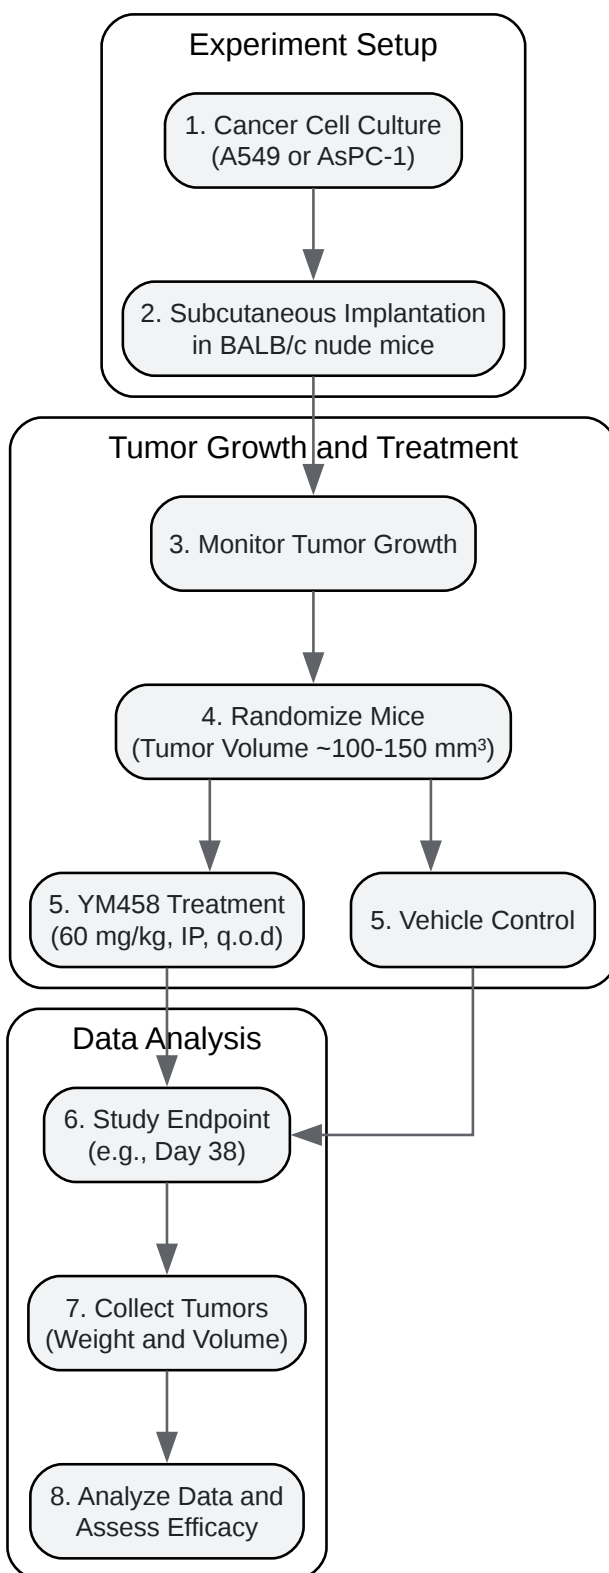 Experiment Setup
1. Cancer Cell Culture
(A549 or AsPC-1)
2. Subcutaneous Implantation
in BALB/c nude mice
Tumor Growth and Treatment
3. Monitor Tumor Growth
4. Randomize Mice
(Tumor Volume ~100-150 mm³)
5. YM458 Treatment
(60 mg/kg, IP, q.o.d)
5. Vehicle Control
Data Analysis
6. Study Endpoint
(e.g., Day 38)
7. Collect Tumors
(Weight and Volume)
8. Analyze Data and
Assess Efficacy